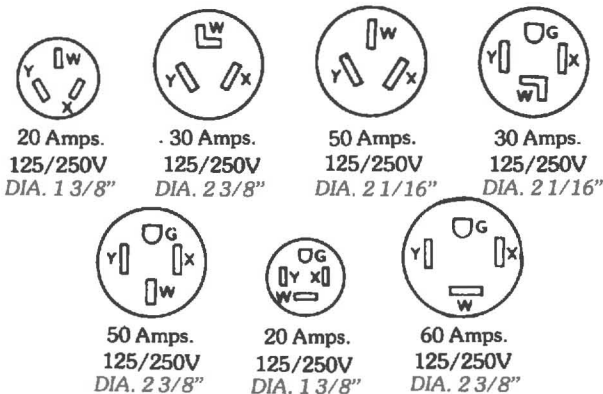 W
Y
X
20 Amps.
125/250V
DIA. 1 3/8"
W
Y
X
30 Amps.
125/250V
DIA. 2 3/8"
W
Y
X
50 Amps.
125/250V
DIA. 2 1/16"
G
Y
X
W
30 Amps.
125/250V
DIA. 2 1/16"
G
Y
X
W
50 Amps.
125/250V
DIA. 2 3/8"
G
Y X
W
20 Amps.
125/250V
DIA. 1 3/8"
G
Y
X
W
60 Amps.
125/250V
DIA. 2 3/8"